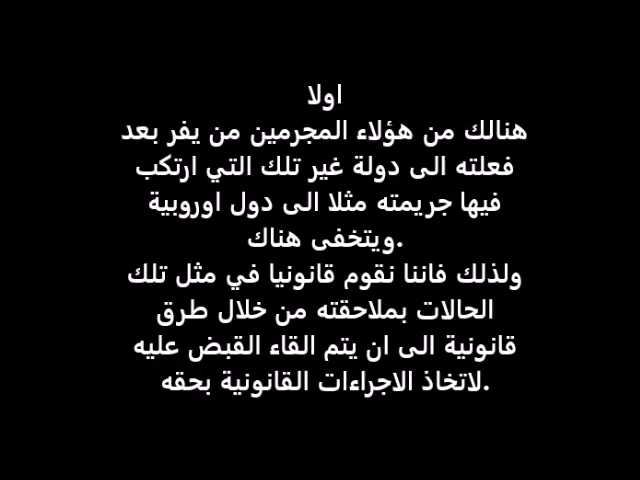 اولا
هنالك من هؤلاء المجرمين من يفر بعد
فعلته الى دولة غير تلك التي ارتكب
فيها جريمته مثلا الى دول اوروبية
ويتخفى هناك.
ولذلك فاننا نقوم قانونيا في مثل تلك
الحالات بملاحقته من خلال طرق
قانونية الى ان يتم القاء القبض عليه
لاتخاذ الاجراءات القانونية بحقه.